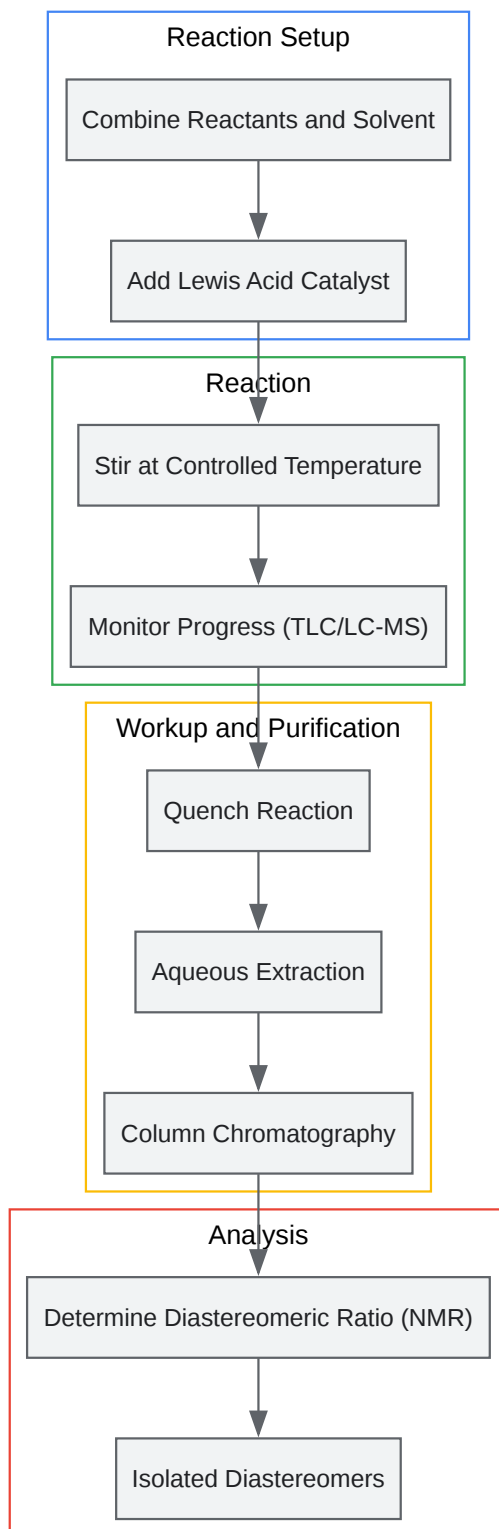 Reaction Setup
Combine Reactants and Solvent
Add Lewis Acid Catalyst
Reaction
Stir at Controlled Temperature
Monitor Progress (TLC/LC-MS)
Workup and Purification
Quench Reaction
Aqueous Extraction
Column Chromatography
Analysis
Determine Diastereomeric Ratio (NMR)
Isolated Diastereomers